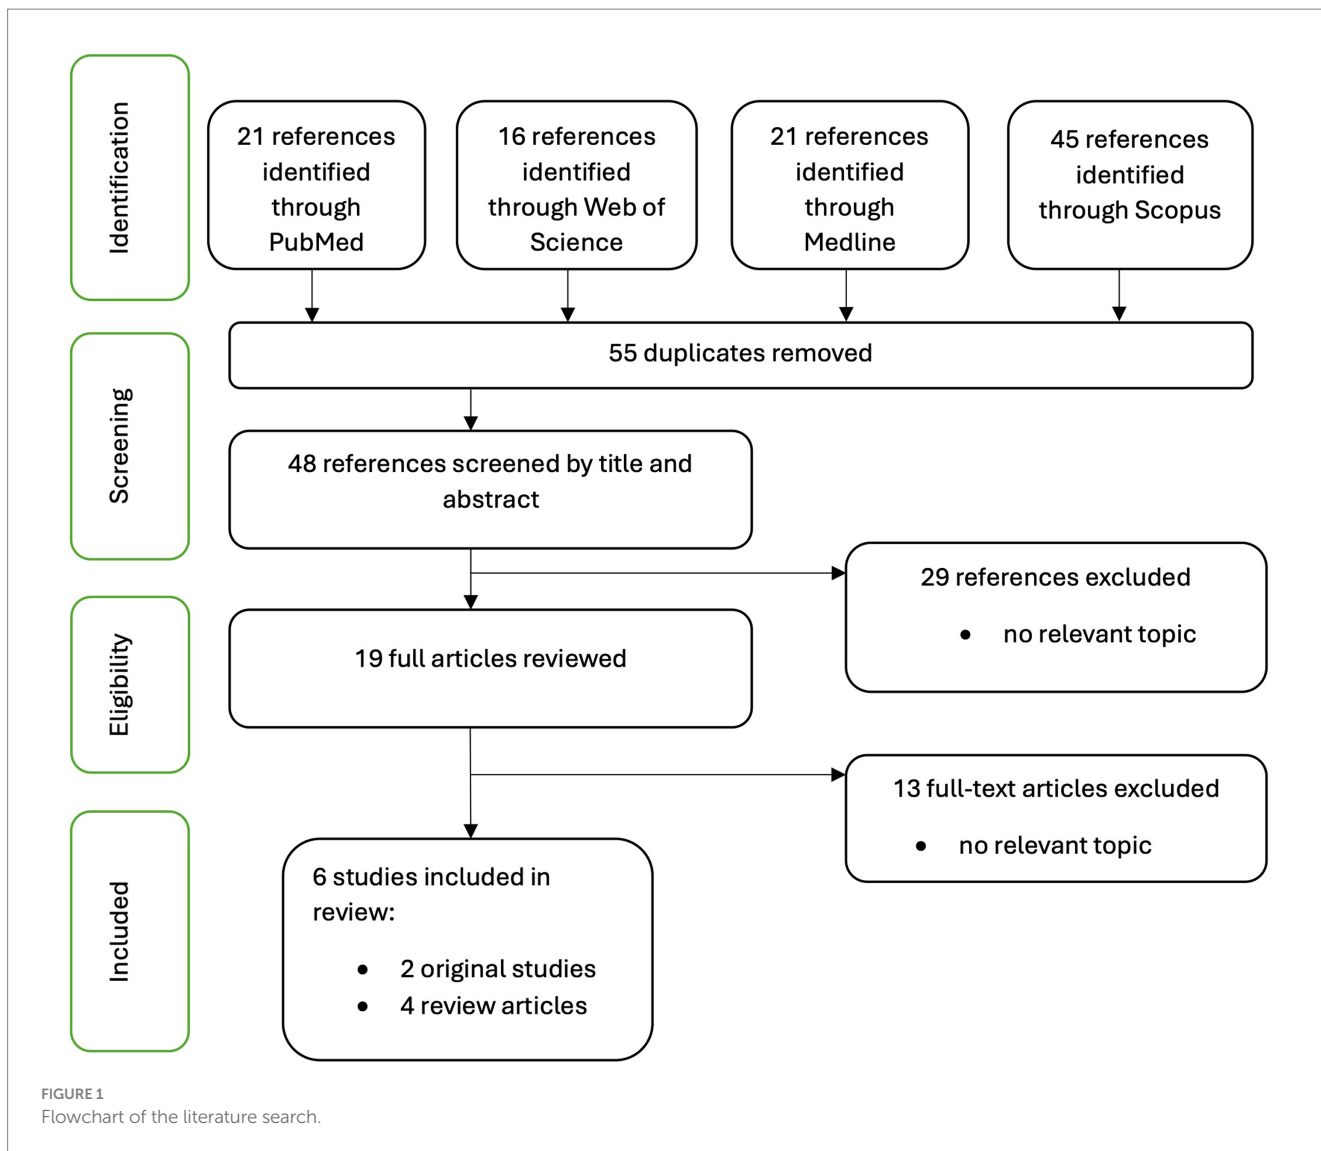 Identification
21 references
identified
through
PubMed
16 references
identified
through Web of
Science
21 references
identified
through
Medline
45 references
identified
through Scopus
Screening
55 duplicates removed
48 references screened by title and
abstract
29 references excluded
• no relevant topic
Eligibility
19 full articles reviewed
13 full-text articles excluded
• no relevant topic
Included
6 studies included in
review:
• 2 original studies
• 4 review articles
FIGURE 1
Flowchart of the literature search.